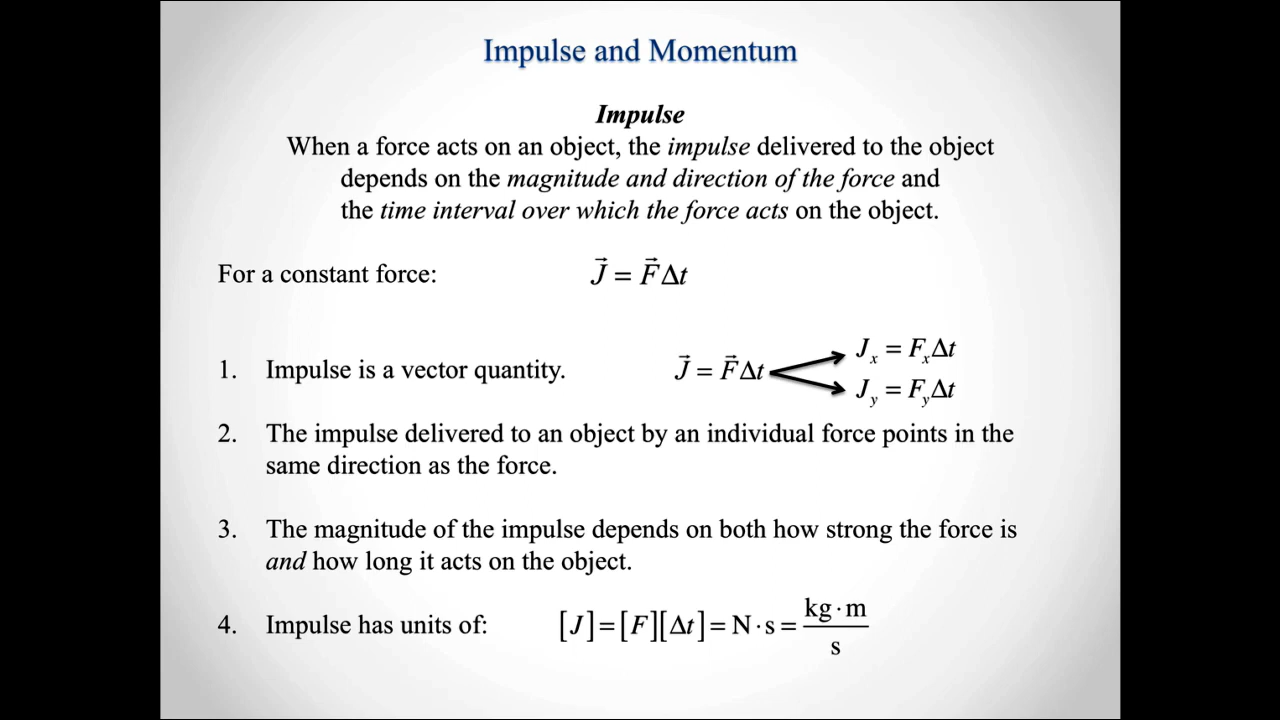 Impulse and Momentum
Impulse
When a force acts on an object, the impulse delivered to the object
depends on the magnitude and direction of the force and
the time interval over which the force acts on the object.
For a constant force: J⃗ = F⃗Δt
1. Impulse is a vector quantity. J⃗ = F⃗Δt
Jₓ = FₓΔt
J_y = F_yΔt
2. The impulse delivered to an object by an individual force points in the
same direction as the force.
3. The magnitude of the impulse depends on both how strong the force is
and how long it acts on the object.
4. Impulse has units of: [J]=[F][Δt]= N·s = kg·m / s